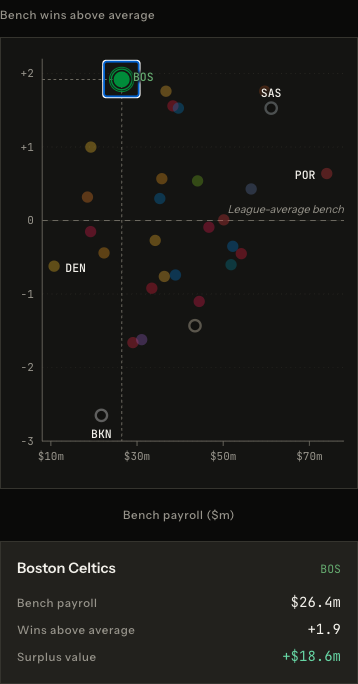 Bench wins above average
+2
BOS
SAS
+1
POR
League-average bench
0
DEN
-1
-2
BKN
-3
$10m $30m $50m $70m
Bench payroll ($m)
Boston Celtics BOS
Bench payroll $26.4m
Wins above average +1.9
Surplus value +$18.6m